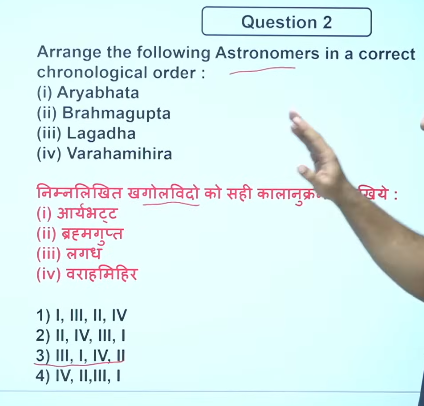 Question 2
Arrange the following Astronomers in a correct
chronological order :
(i) Aryabhata
(ii) Brahmagupta
(iii) Lagadha
(iv) Varahamihira
निम्नलिखित खगोलविदो को सही
(i) आर्यभट्ट
(ii) ब्रह्मगुप्त
(iii) लगध
(iv) वराहमिहिर
1) I, III, II, IV
2) II, IV, III, I
3) III, I, IV, II
4) IV, II,III, I